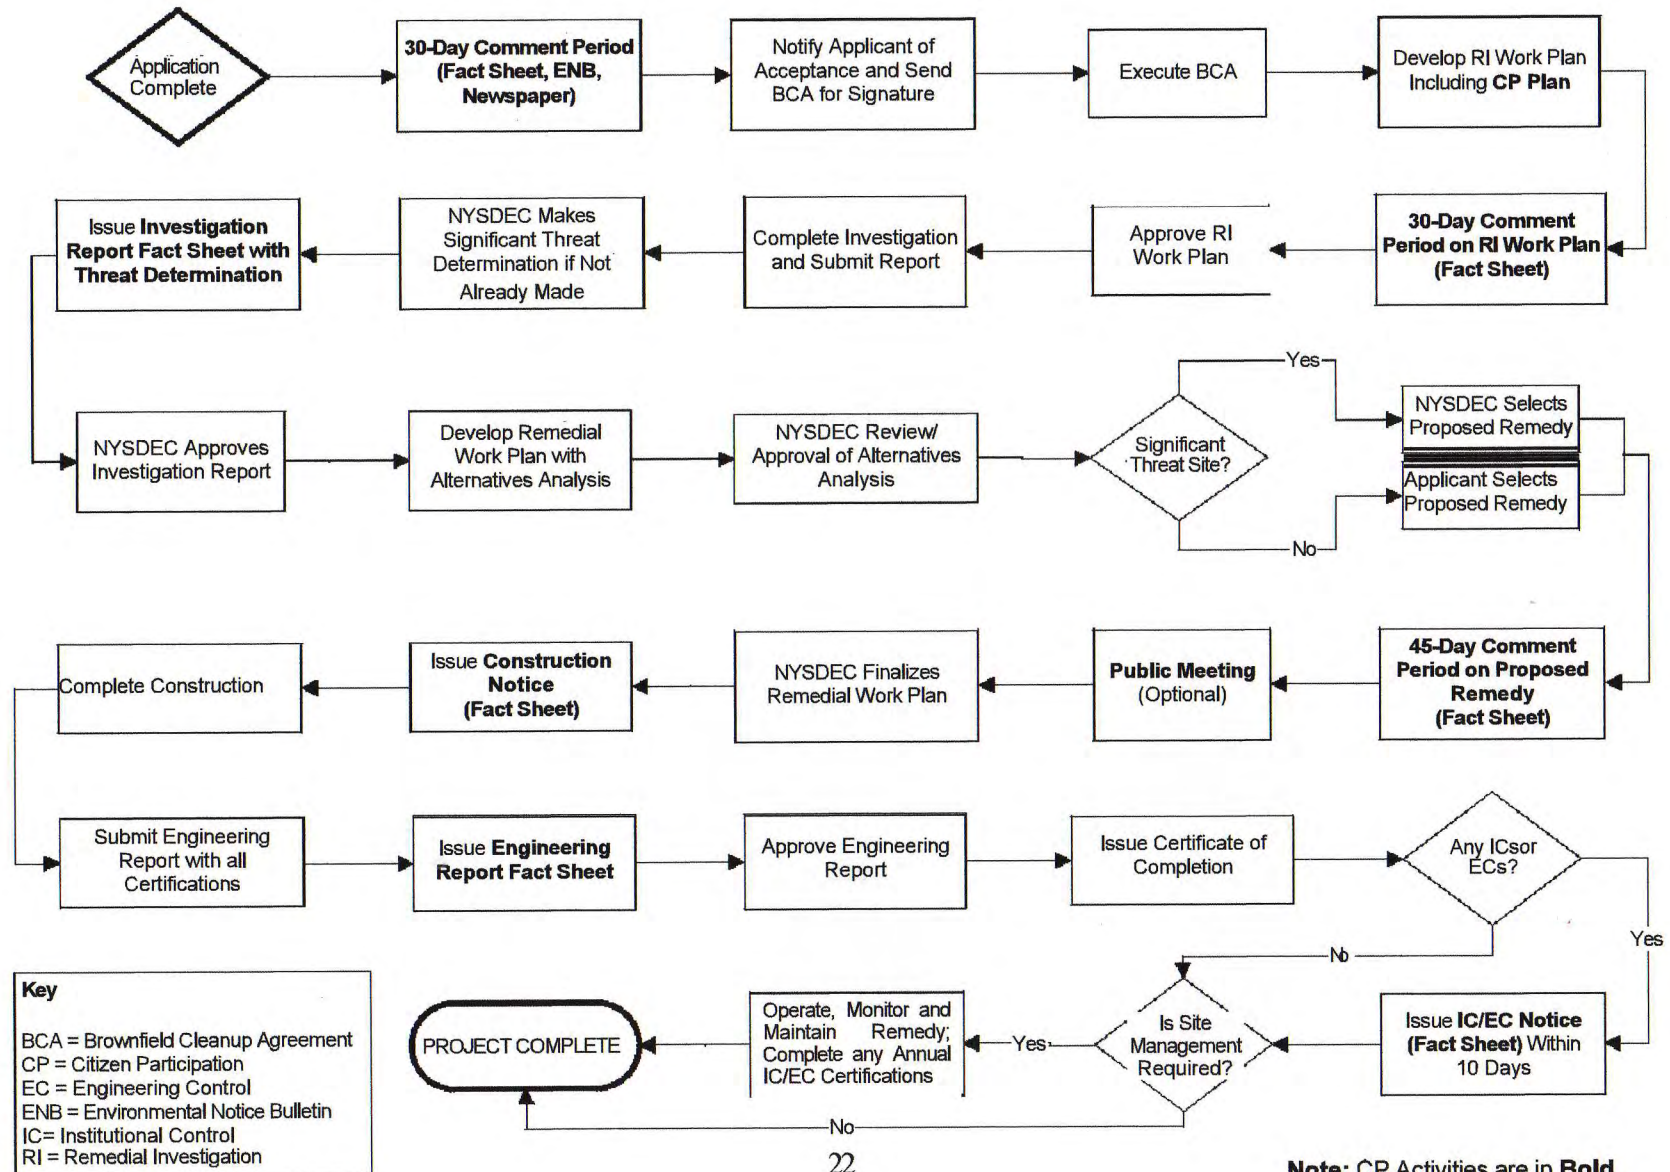 Application
Complete
30-Day Comment Period
(Fact Sheet, ENB,
Newspaper)
Notify Applicant of
Acceptance and Send
BCA for Signature
Execute BCA
Develop RI Work Plan
Including CP Plan
30-Day Comment
Period on RI Work Plan
(Fact Sheet)
Approve RI
Work Plan
Complete Investigation
and Submit Report
NYSDEC Makes
Significant Threat
Determination if Not
Already Made
Issue Investigation
Report Fact Sheet with
Threat Determination
NYSDEC Approves
Investigation Report
Develop Remedial
Work Plan with
Alternatives Analysis
NYSDEC Review/
Approval of Alternatives
Analysis
Significant
Threat Site?
Yes
No
NYSDEC Selects
Proposed Remedy
Applicant Selects
Proposed Remedy
45-Day Comment
Period on Proposed
Remedy
(Fact Sheet)
Public Meeting
(Optional)
NYSDEC Finalizes
Remedial Work Plan
Issue Construction
Notice
(Fact Sheet)
Complete Construction
Submit Engineering
Report with all
Certifications
Issue Engineering
Report Fact Sheet
Approve Engineering
Report
Issue Certificate of
Completion
Any ICsor
ECs?
Yes
No
Issue IC/EC Notice
(Fact Sheet) Within
10 Days
Is Site
Management
Required?
Yes
No
Operate, Monitor and
Maintain Remedy;
Complete any Annual
IC/EC Certifications
PROJECT COMPLETE
Key
BCA = Brownfield Cleanup Agreement
CP = Citizen Participation
EC = Engineering Control
ENB = Environmental Notice Bulletin
IC= Institutional Control
RI = Remedial Investigation
22
Note: CP Activities are in Bold